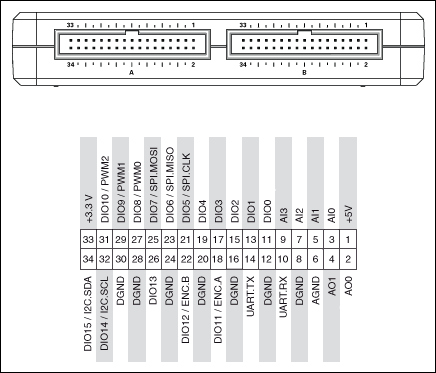 33 1 33 1
34 2 34 2
A B
+3.3 V DIO10 / PWM2 DIO9 / PWM1 DIO8 / PWM0 DIO7 / SPI.MOSI DIO6 / SPI.MISO DIO5 / SPI.CLK DIO4 DIO3 DIO2 DIO1 DIO0 AI3 AI2 AI1 AI0 +5V
33 31 29 27 25 23 21 19 17 15 13 11 9 7 5 3 1
34 32 30 28 26 24 22 20 18 16 14 12 10 8 6 4 2
DIO15 / I2C.SDA DIO14 / I2C.SCL DGND DGND DIO13 DGND DIO12 / ENC.B DGND DIO11 / ENC.A DGND UART.TX DGND UART.RX DGND AGND AO1 AO0